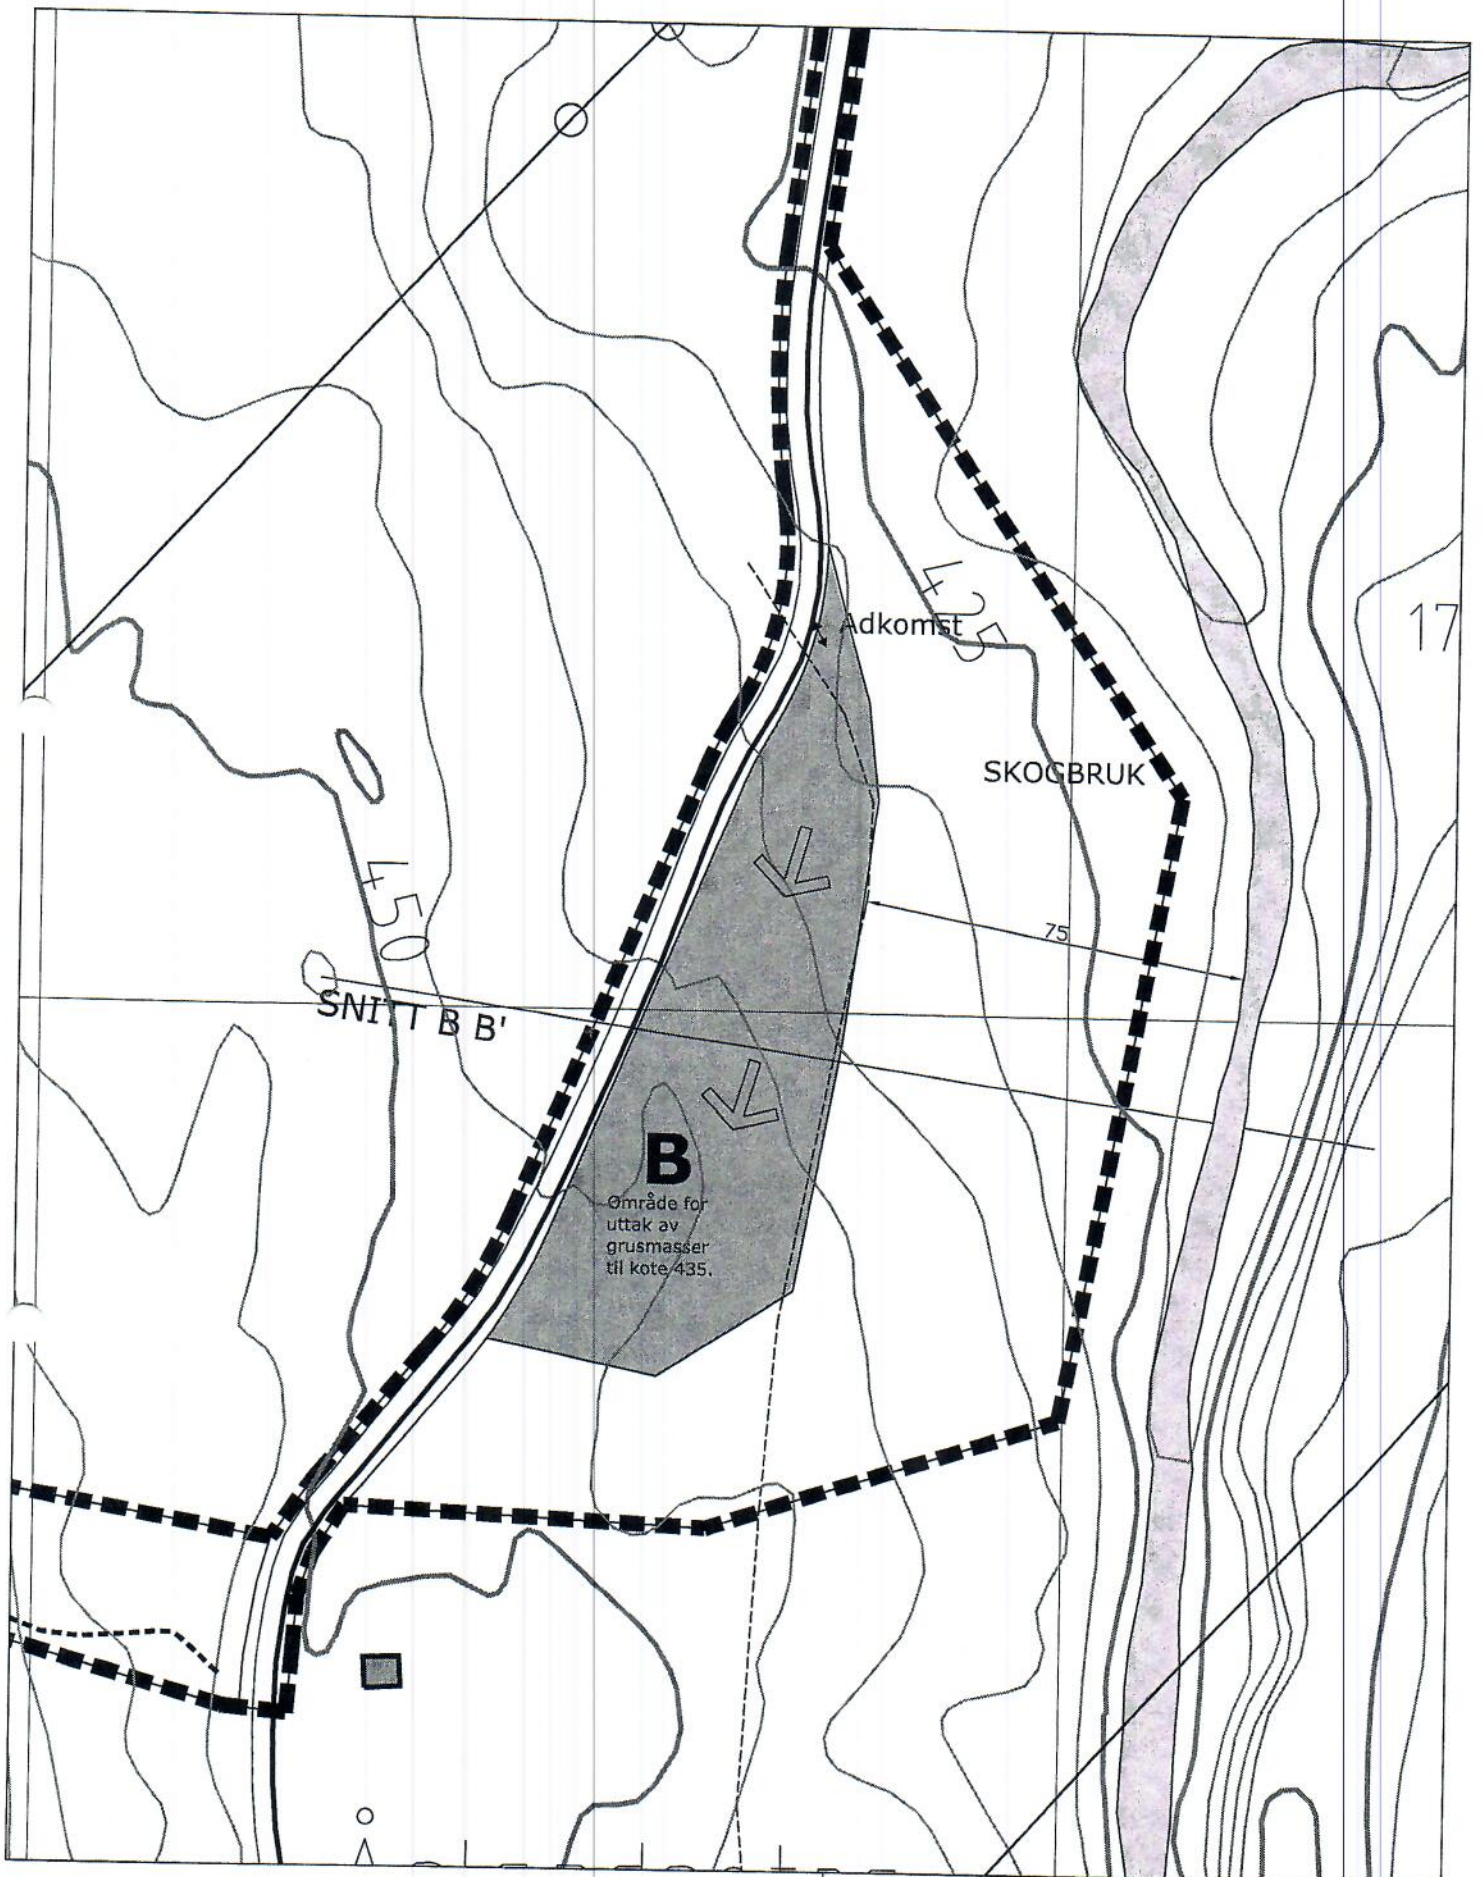 425
Adkomst
17
SKOGBRUK
450
75
SNITT B B'
B
Område for
uttak av
grusmasser
til kote 435.